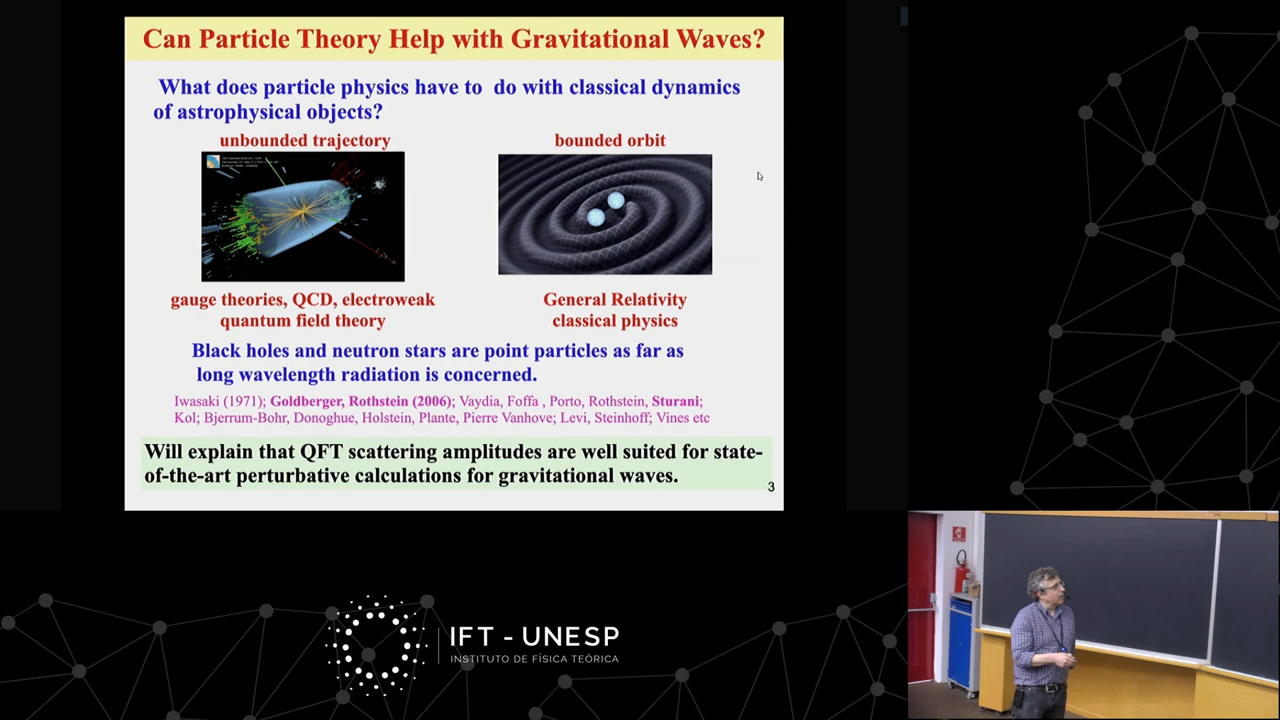 Can Particle Theory Help with Gravitational Waves?
What does particle physics have to do with classical dynamics
of astrophysical objects?
unbounded trajectory
bounded orbit
gauge theories, QCD, electroweak
quantum field theory
General Relativity
classical physics
Black holes and neutron stars are point particles as far as
long wavelength radiation is concerned.
Iwasaki (1971); Goldberger, Rothstein (2006); Vaydia, Foffa , Porto, Rothstein, Sturani;
Kol; Bjerrum-Bohr, Donoghue, Holstein, Plante, Pierre Vanhove; Levi, Steinhoff; Vines etc
Will explain that QFT scattering amplitudes are well suited for state-
of-the-art perturbative calculations for gravitational waves.
3
IFT - UNESP
INSTITUTO DE FÍSICA TEÓRICA